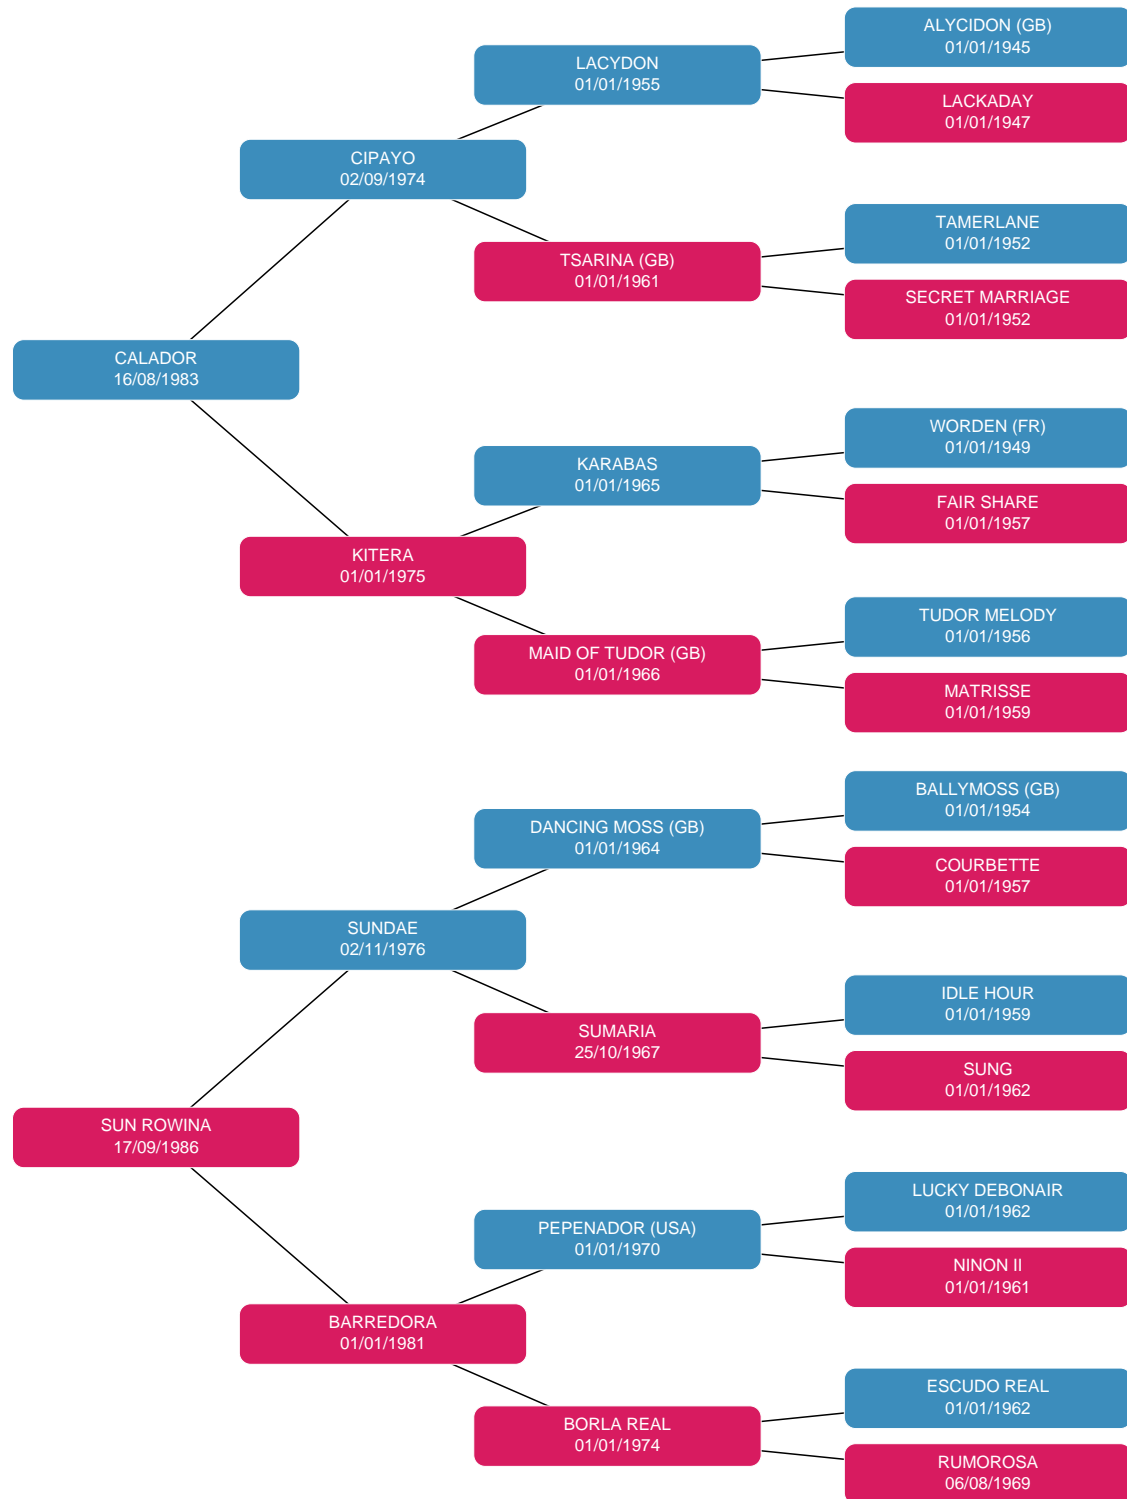 ALYCIDON (GB)
01/01/1945
LACYDON
01/01/1955
LACKADAY
01/01/1947
CIPAYO
02/09/1974
TAMERLANE
01/01/1952
TSARINA (GB)
01/01/1961
SECRET MARRIAGE
01/01/1952
CALADOR
16/08/1983
WORDEN (FR)
01/01/1949
KARABAS
01/01/1965
FAIR SHARE
01/01/1957
KITERA
01/01/1975
TUDOR MELODY
01/01/1956
MAID OF TUDOR (GB)
01/01/1966
MATRISSE
01/01/1959
BALLYMOSS (GB)
01/01/1954
DANCING MOSS (GB)
01/01/1964
COURBETTE
01/01/1957
SUNDAE
02/11/1976
IDLE HOUR
01/01/1959
SUMARIA
25/10/1967
SUNG
01/01/1962
SUN ROWINA
17/09/1986
LUCKY DEBONAIR
01/01/1962
PEPENADOR (USA)
01/01/1970
NINON II
01/01/1961
BARREDORA
01/01/1981
ESCUDO REAL
01/01/1962
BORLA REAL
01/01/1974
RUMOROSA
06/08/1969